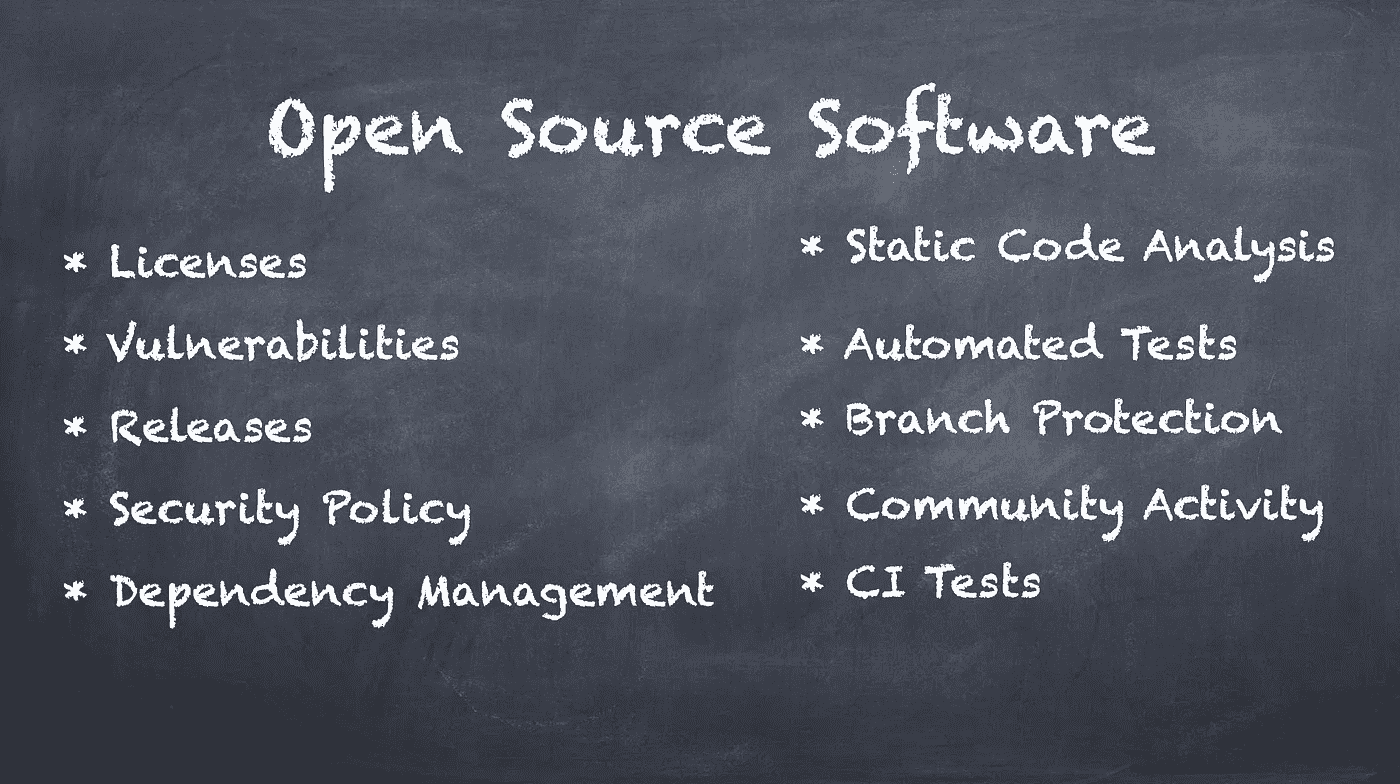 Open Source Software
* Licenses
* Vulnerabilities
* Releases
* Security Policy
* Dependency Management
* Static Code Analysis
* Automated Tests
* Branch Protection
* Community Activity
* CI Tests